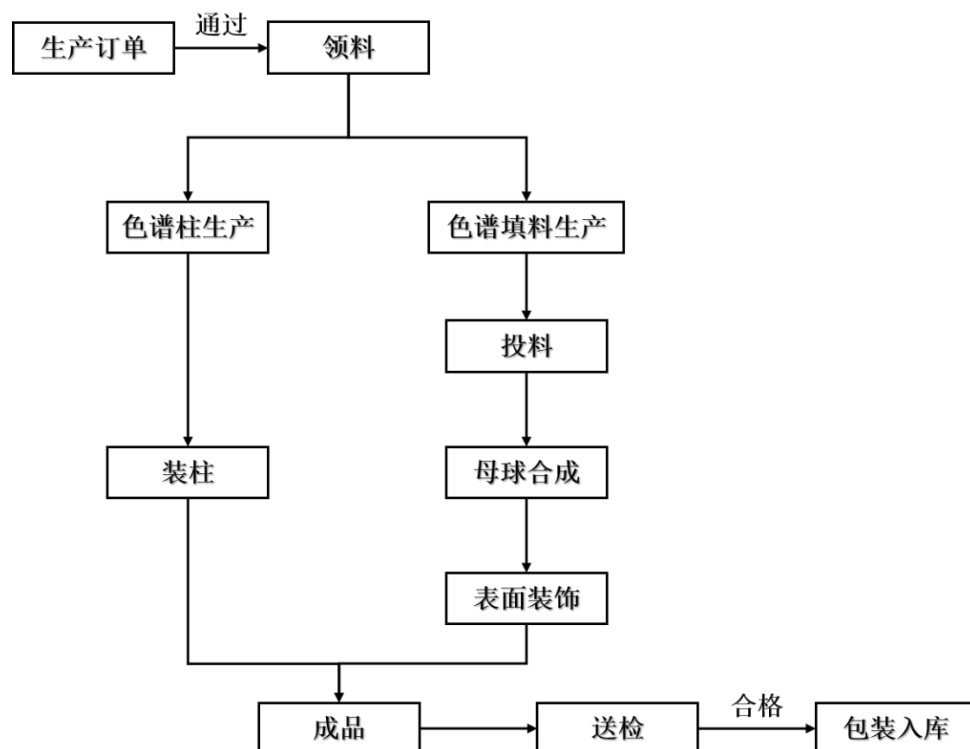 生产订单
通过
领料
色谱柱生产
色谱填料生产
投料
装柱
母球合成
表面装饰
成品
送检
合格
包装入库